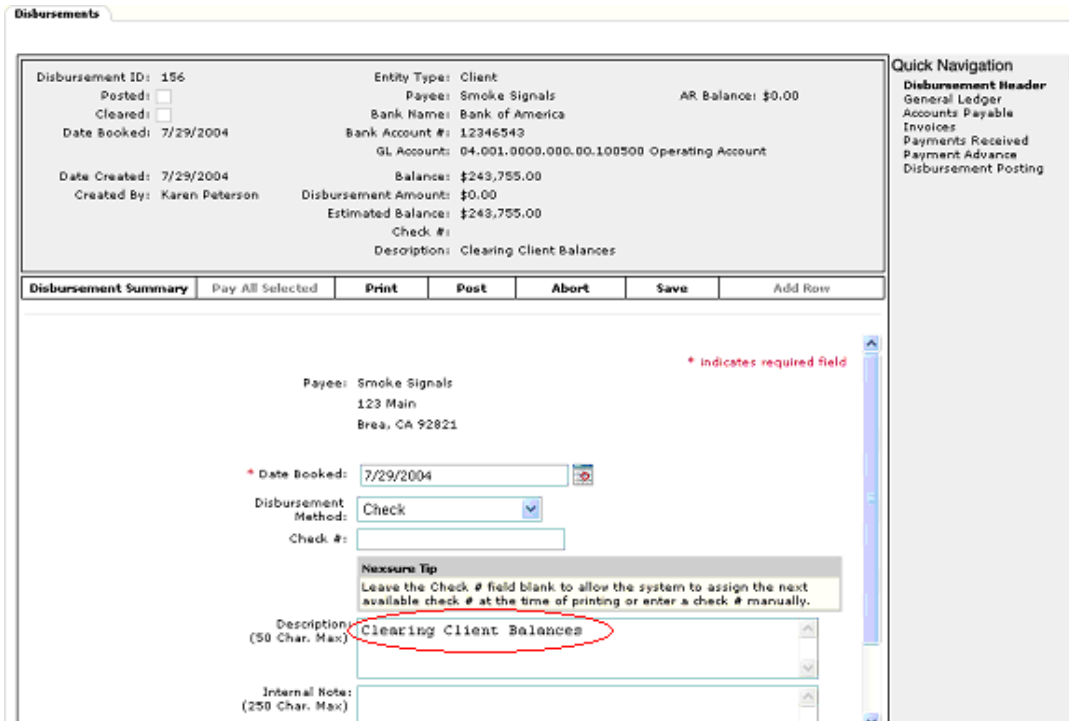 Disbursements
Disbursement ID: 156 Entity Type: Client
Posted: Payee: Smoke Signals AR Balance: $0.00
Cleared: Bank Name: Bank of America
Date Booked: 7/29/2004 Bank Account #: 12346543
GL Account: 04.001.0000.000.00.100500 Operating Account
Date Created: 7/29/2004 Balance: $243,755.00
Created By: Karen Peterson Disbursement Amount: $0.00
Estimated Balance: $243,755.00
Check #:
Description: Clearing Client Balances
Quick Navigation
Disbursement Header
General Ledger
Accounts Payable
Invoices
Payments Received
Payment Advance
Disbursement Posting
Disbursement Summary Pay All Selected Print Post Abort Save Add Row
* indicates required field
Payee: Smoke Signals
123 Main
Brea, CA 92821
* Date Booked: 7/29/2004
Disbursement
Method: Check
Check #:
Nexsure Tip
Leave the Check # field blank to allow the system to assign the next
available check # at the time of printing or enter a check # manually.
Description:
(50 Char. Max)
Clearing Client Balances
Internal Note:
(250 Char. Max)